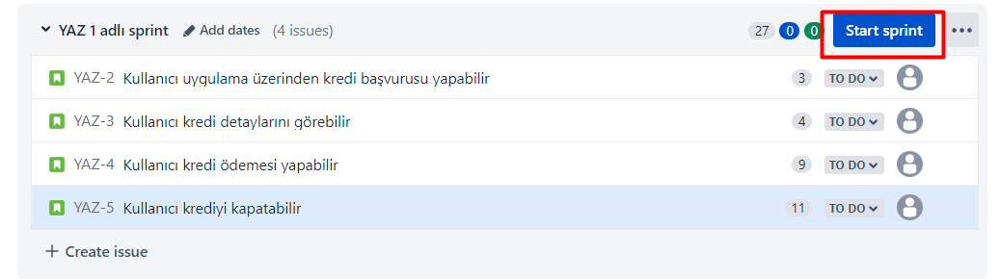 YAZ 1 adlı sprint Add dates (4 issues) 27 0 0 Start sprint
YAZ-2 Kullanıcı uygulama üzerinden kredi başvurusu yapabilir 3 TO DO
YAZ-3 Kullanıcı kredi detaylarını görebilir 4 TO DO
YAZ-4 Kullanıcı kredi ödemesi yapabilir 9 TO DO
YAZ-5 Kullanıcı krediyi kapatabilir 11 TO DO
Create issue